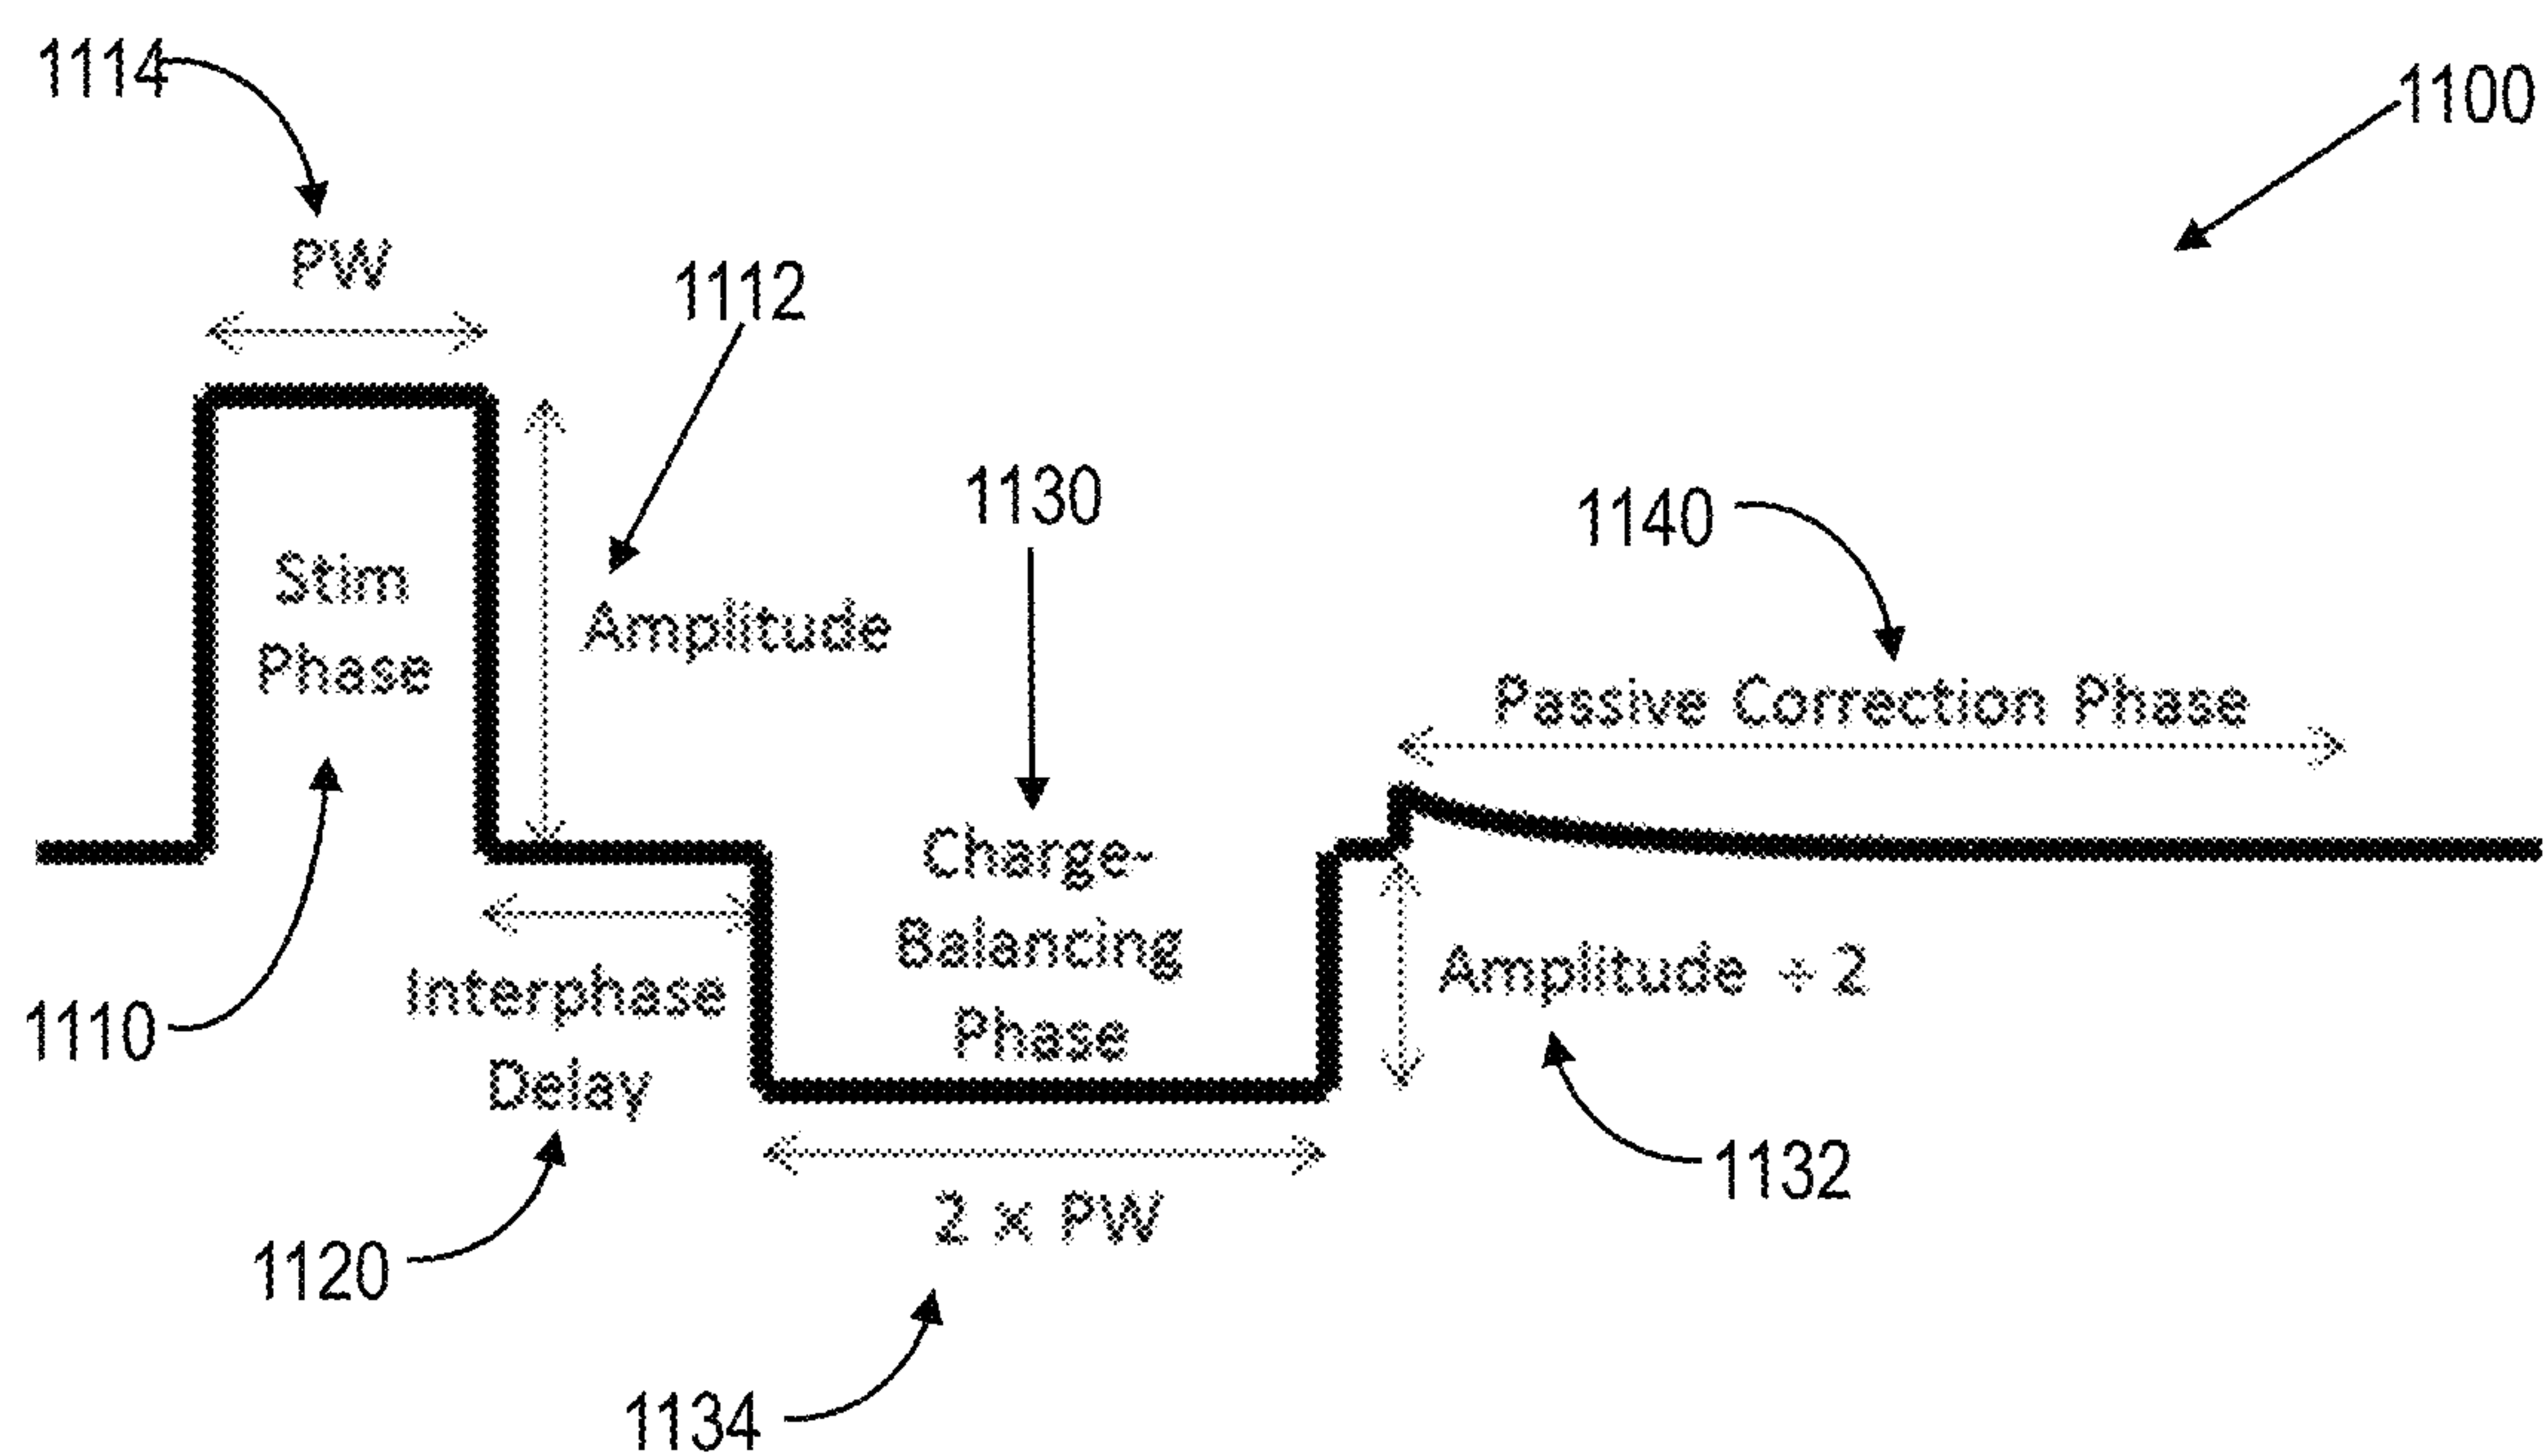 1114
1100
PW
1112
1130
1140
Stim
Phase
Amplitude
Passive Correction Phase
Charge-
Balancing
Phase
Interphase
Delay
Amplitude ÷ 2
1110
1132
2 × PW
1120
1134